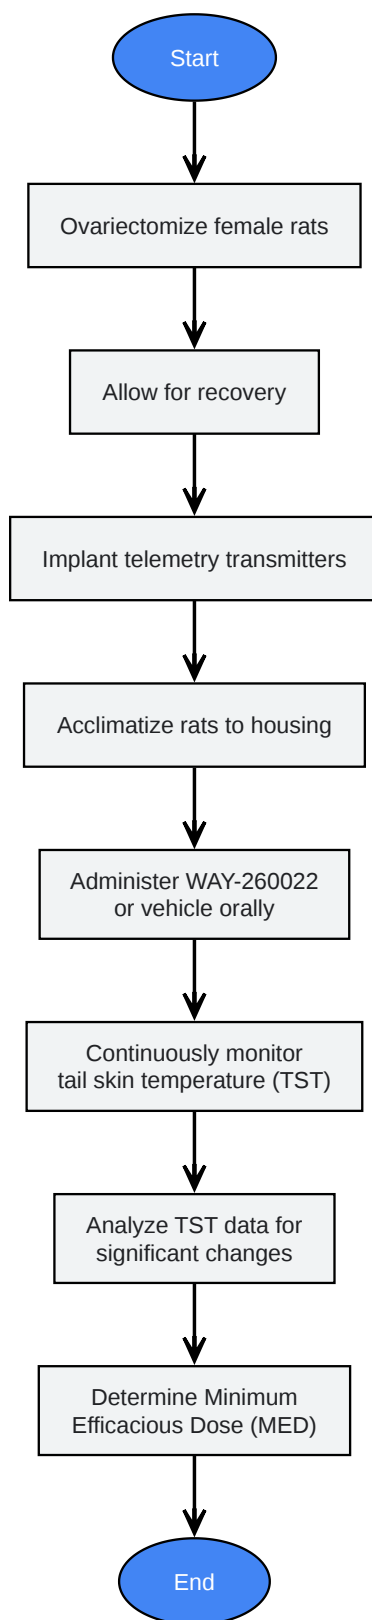 Start
Ovariectomize female rats
Allow for recovery
Implant telemetry transmitters
Acclimatize rats to housing
Administer WAY-260022
or vehicle orally
Continuously monitor
tail skin temperature (TST)
Analyze TST data for
significant changes
Determine Minimum
Efficacious Dose (MED)
End